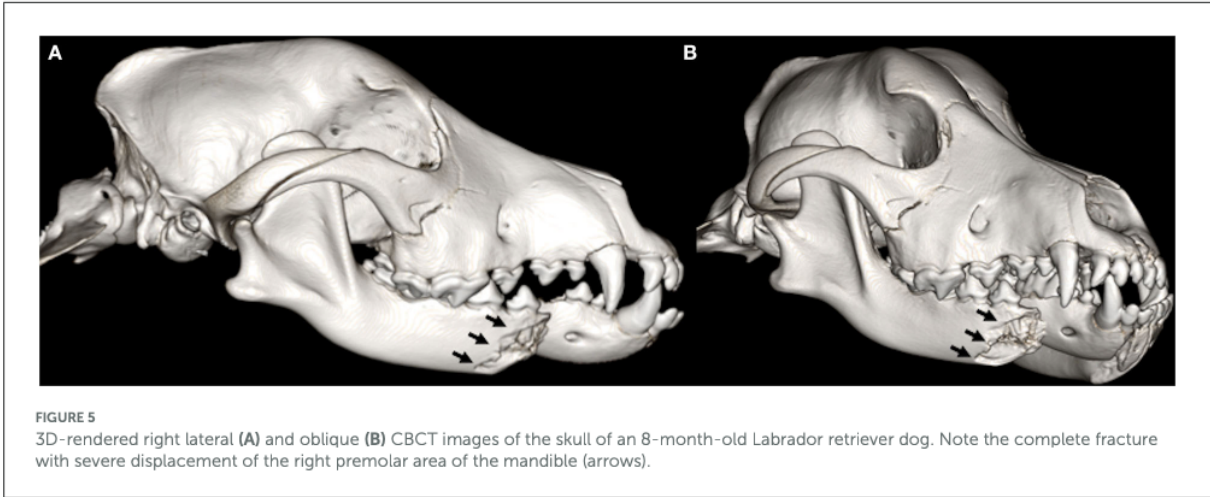 A
B
FIGURE 5
3D-rendered right lateral (A) and oblique (B) CBCT images of the skull of an 8-month-old Labrador retriever dog. Note the complete fracture
with severe displacement of the right premolar area of the mandible (arrows).